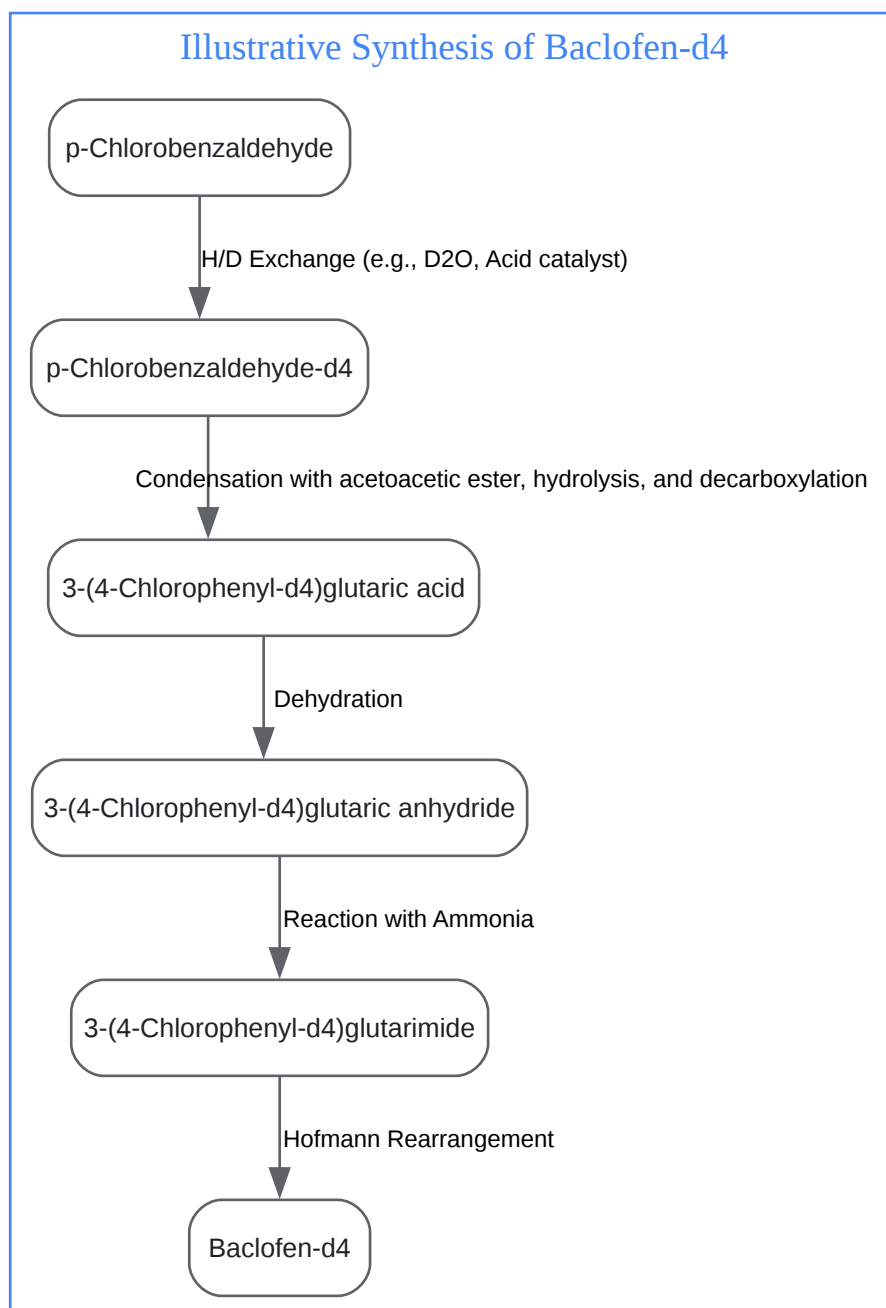 Illustrative Synthesis of Baclofen-d4
p-Chlorobenzaldehyde
H/D Exchange (e.g., D2O, Acid catalyst)
p-Chlorobenzaldehyde-d4
Condensation with acetoacetic ester, hydrolysis, and decarboxylation
3-(4-Chlorophenyl-d4)glutaric acid
Dehydration
3-(4-Chlorophenyl-d4)glutaric anhydride
Reaction with Ammonia
3-(4-Chlorophenyl-d4)glutarimide
Hofmann Rearrangement
Baclofen-d4